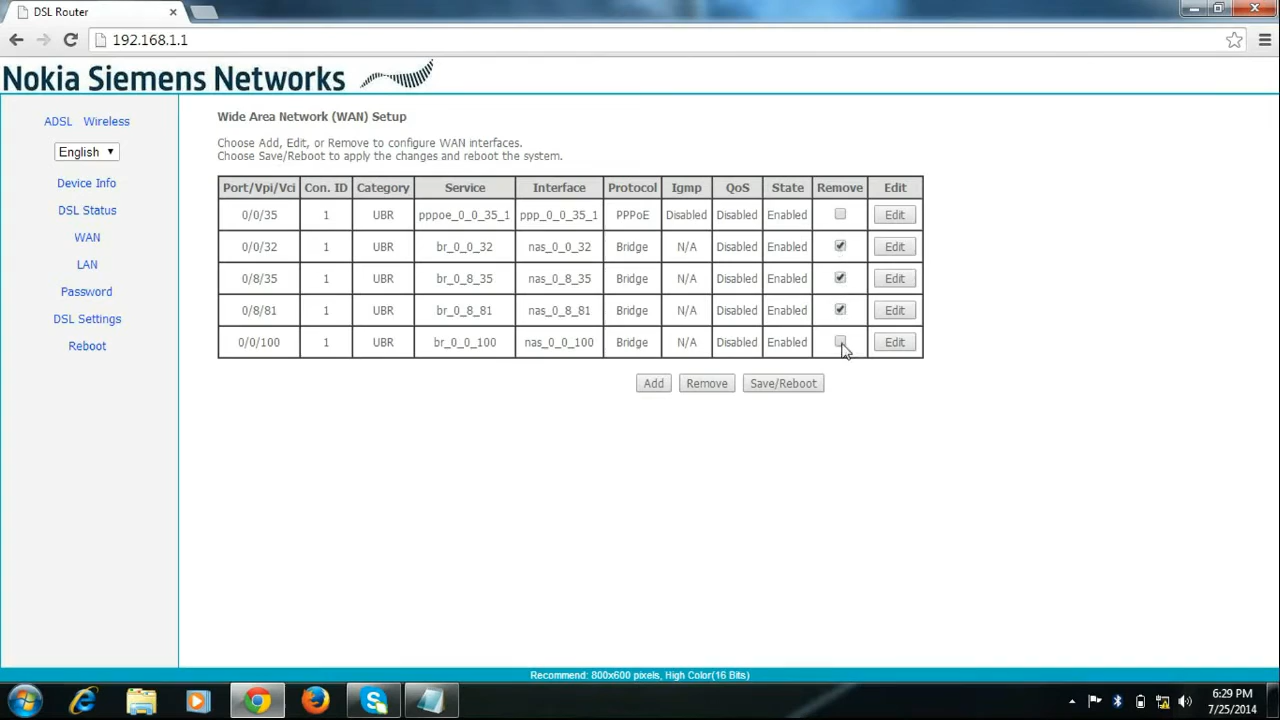 DSL Router
192.168.1.1
Nokia Siemens Networks
ADSL Wireless
English
Device Info
DSL Status
WAN
LAN
Password
DSL Settings
Reboot
Wide Area Network (WAN) Setup
Choose Add, Edit, or Remove to configure WAN interfaces.
Choose Save/Reboot to apply the changes and reboot the system.
Port/Vpi/Vci Con. ID Category Service Interface Protocol Igmp QoS State Remove Edit
0/0/35 1 UBR pppoe_0_0_35_1 ppp_0_0_35_1 PPPoE Disabled Disabled Enabled Edit
0/0/32 1 UBR br_0_0_32 nas_0_0_32 Bridge N/A Disabled Enabled Edit
0/8/35 1 UBR br_0_8_35 nas_0_8_35 Bridge N/A Disabled Enabled Edit
0/8/81 1 UBR br_0_8_81 nas_0_8_81 Bridge N/A Disabled Enabled Edit
0/0/100 1 UBR br_0_0_100 nas_0_0_100 Bridge N/A Disabled Enabled Edit
Add Remove Save/Reboot
Recommend: 800x600 pixels, High Color(16 Bits)
6:29 PM
7/25/2014